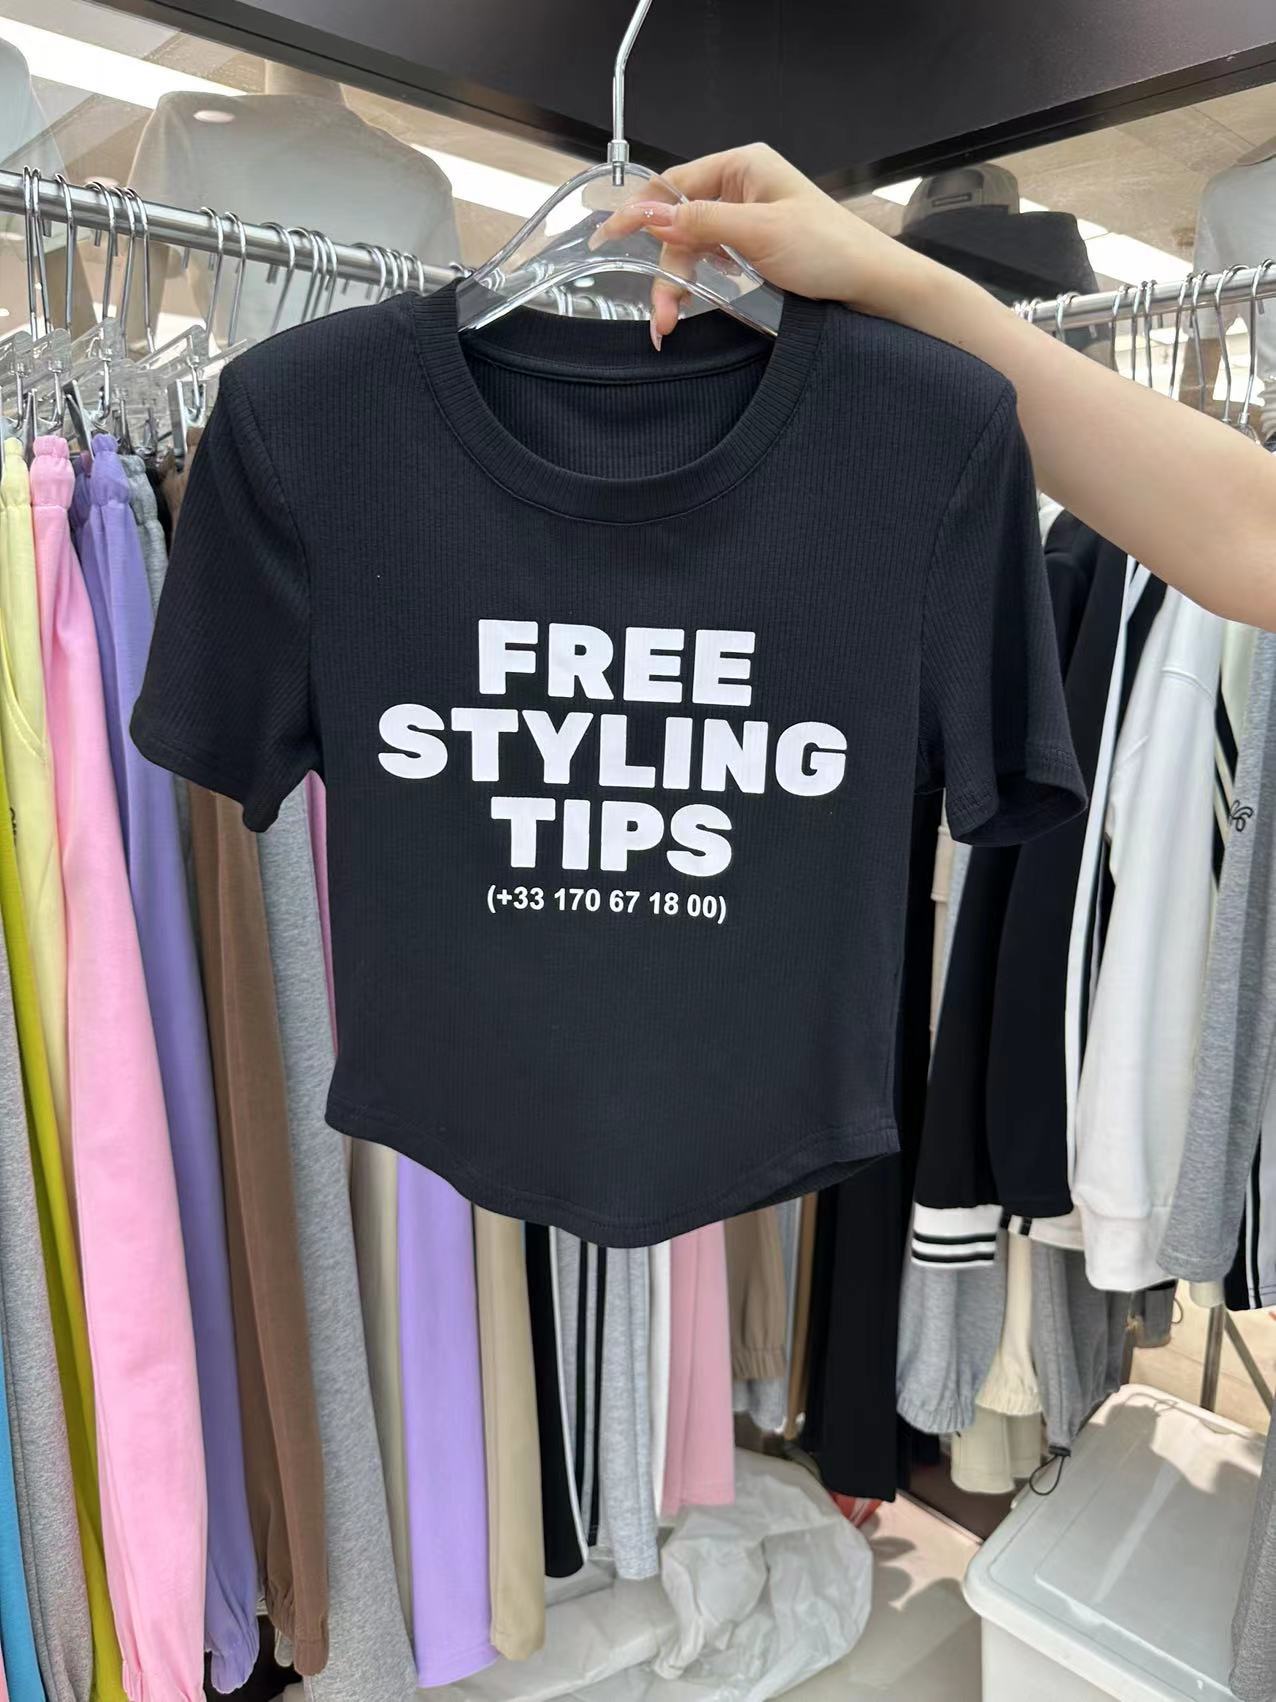 FREE
STYLING
TIPS
(+33 170 67 18 00)